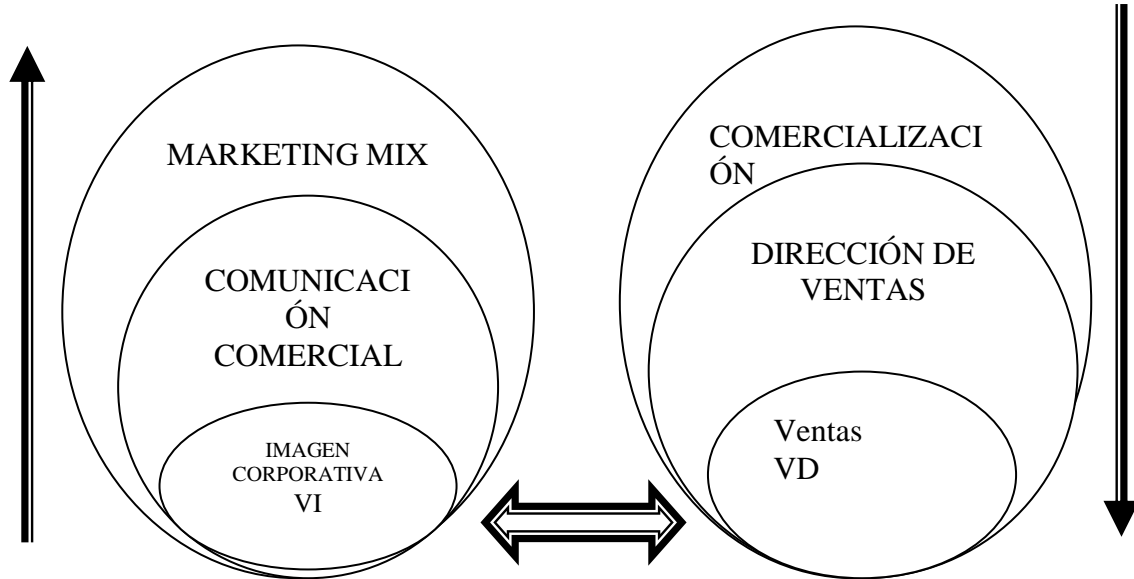 MARKETING MIX
COMUNICACI
ÓN
COMERCIAL
IMAGEN
CORPORATIVA
VI
COMERCIALIZACI
ÓN
DIRECCIÓN DE
VENTAS
Ventas
VD